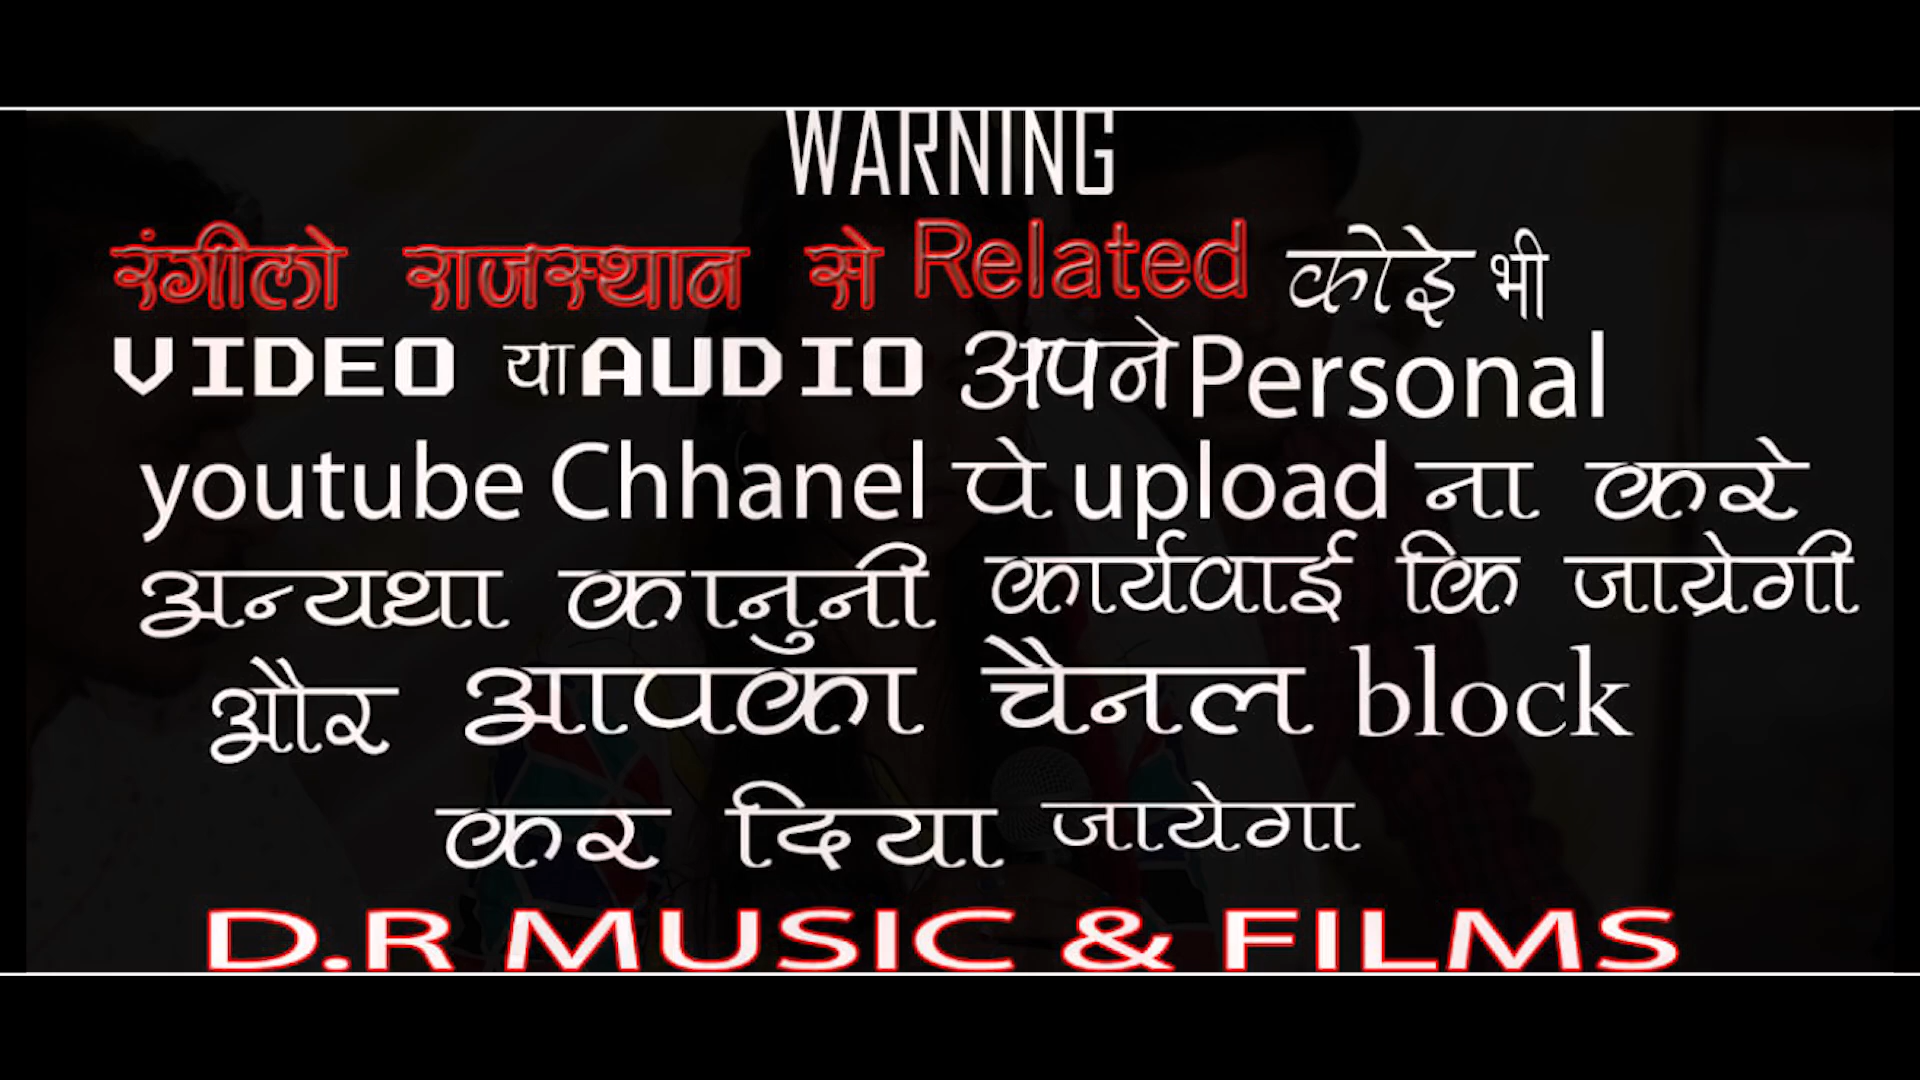 WARNING
रंगीलो राजस्थान से Related कोइे भी
VIDEO या AUDIO अपने Personal
youtube Chhanel पे upload ना करे
अन्यथा कानुनी कार्यवाई कि जाय्रेगी
और आपका चैनल block
कर दिया जायेगा
D.R MUSIC & FILMS